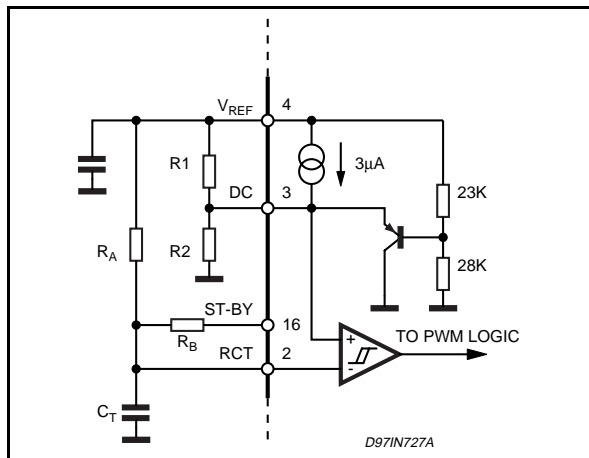 VREF 4
R1
3µA
DC 3
23K
RA
R2
28K
ST-BY 16
RB
TO PWM LOGIC
+
RCT 2
-
CT
D97IN727A